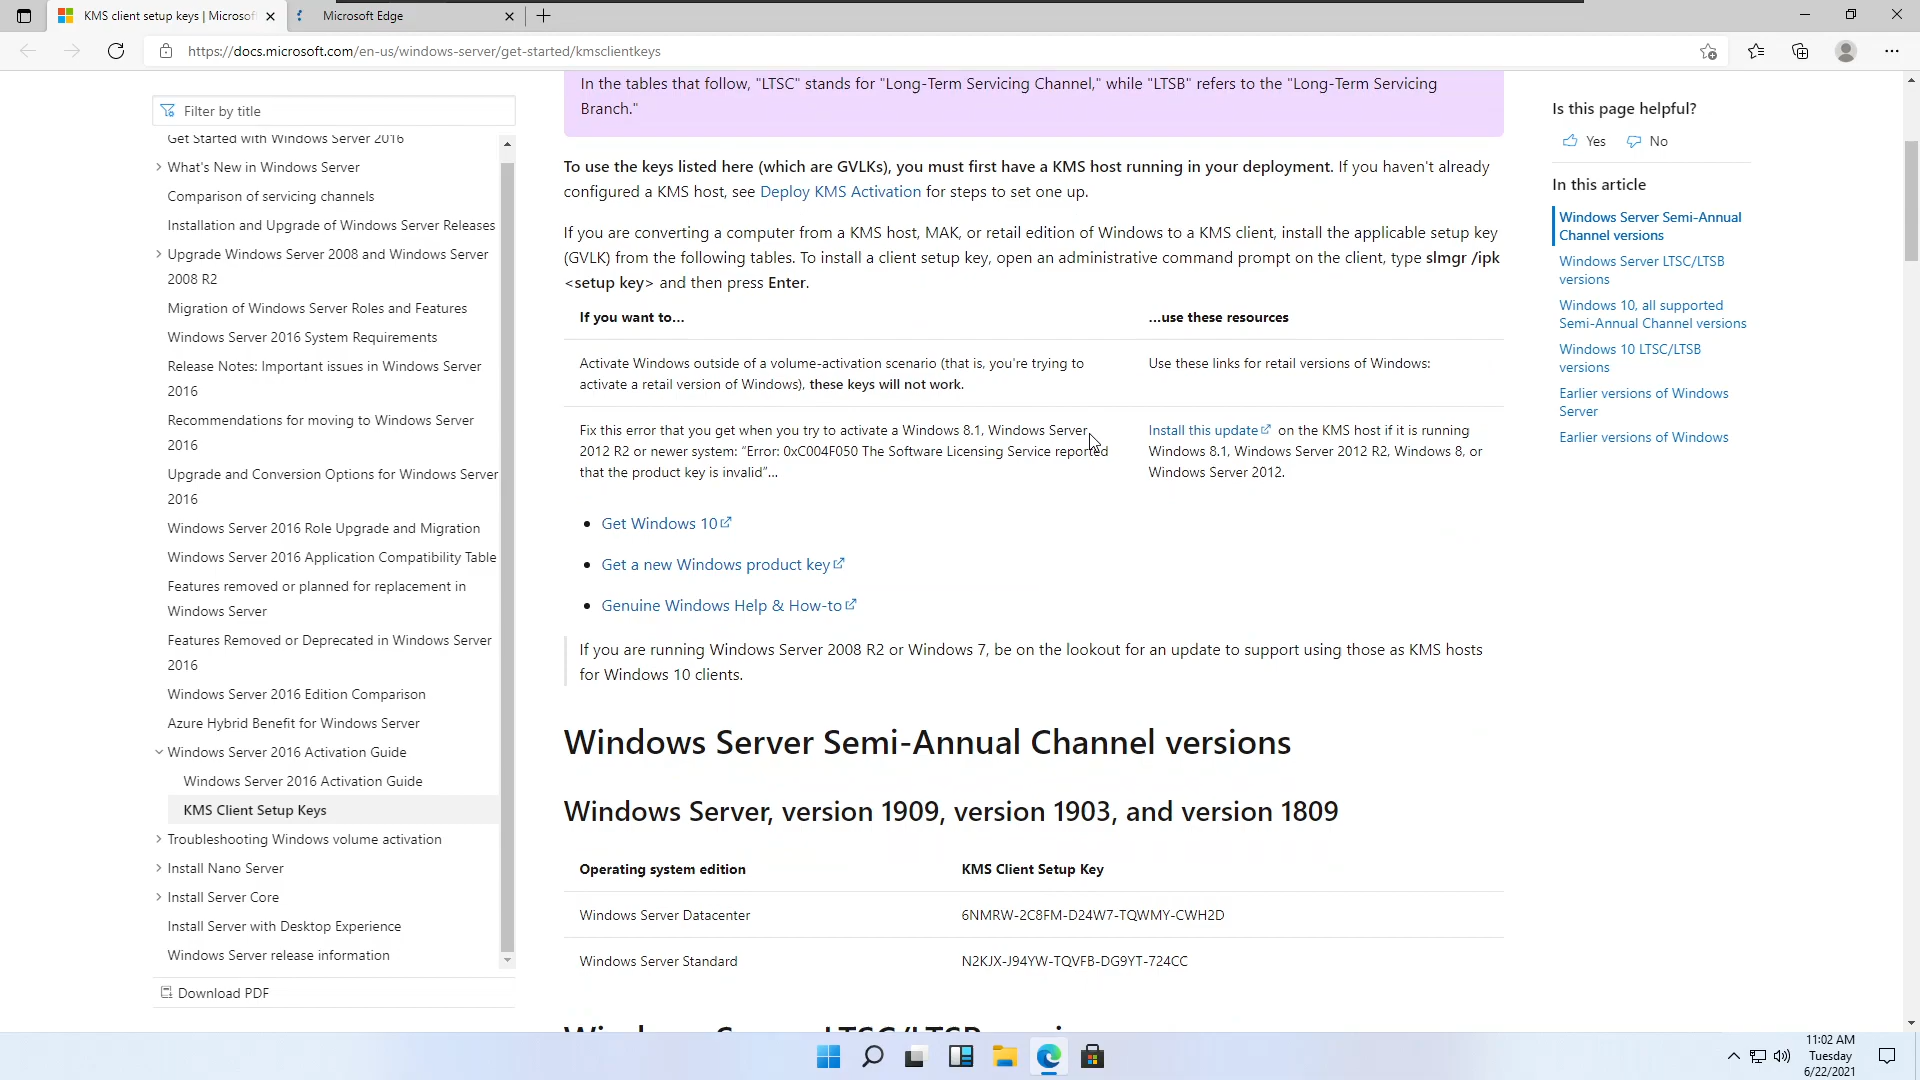 KMS client setup keys | Microsof
Microsoft Edge
https://docs.microsoft.com/en-us/windows-server/get-started/kmsclientkeys
Filter by title
Get Started with Windows Server 2016
What's New in Windows Server
Comparison of servicing channels
Installation and Upgrade of Windows Server Releases
Upgrade Windows Server 2008 and Windows Server
2008 R2
Migration of Windows Server Roles and Features
Windows Server 2016 System Requirements
Release Notes: Important issues in Windows Server
2016
Recommendations for moving to Windows Server
2016
Upgrade and Conversion Options for Windows Server
2016
Windows Server 2016 Role Upgrade and Migration
Windows Server 2016 Application Compatibility Table
Features removed or planned for replacement in
Windows Server
Features Removed or Deprecated in Windows Server
2016
Windows Server 2016 Edition Comparison
Azure Hybrid Benefit for Windows Server
Windows Server 2016 Activation Guide
Windows Server 2016 Activation Guide
KMS Client Setup Keys
Troubleshooting Windows volume activation
Install Nano Server
Install Server Core
Install Server with Desktop Experience
Windows Server release information
Download PDF
In the tables that follow, "LTSC" stands for "Long-Term Servicing Channel," while "LTSB" refers to the "Long-Term Servicing
Branch."
To use the keys listed here (which are GVLKs), you must first have a KMS host running in your deployment. If you haven't already
configured a KMS host, see Deploy KMS Activation for steps to set one up.
If you are converting a computer from a KMS host, MAK, or retail edition of Windows to a KMS client, install the applicable setup key
(GVLK) from the following tables. To install a client setup key, open an administrative command prompt on the client, type slmgr /ipk
<setup key> and then press Enter.
If you want to... ...use these resources
Activate Windows outside of a volume-activation scenario (that is, you're trying to Use these links for retail versions of Windows:
activate a retail version of Windows), these keys will not work.
Fix this error that you get when you try to activate a Windows 8.1, Windows Server Install this update on the KMS host if it is running
2012 R2 or newer system: “Error: 0xC004F050 The Software Licensing Service reported Windows 8.1, Windows Server 2012 R2, Windows 8, or
that the product key is invalid”... Windows Server 2012.
• Get Windows 10
• Get a new Windows product key
• Genuine Windows Help & How-to
If you are running Windows Server 2008 R2 or Windows 7, be on the lookout for an update to support using those as KMS hosts
for Windows 10 clients.
Windows Server Semi-Annual Channel versions
Windows Server, version 1909, version 1903, and version 1809
Operating system edition KMS Client Setup Key
Windows Server Datacenter 6NMRW-2C8FM-D24W7-TQWMY-CWH2D
Windows Server Standard N2KJX-J94YW-TQVFB-DG9YT-724CC
Is this page helpful?
Yes No
In this article
Windows Server Semi-Annual
Channel versions
Windows Server LTSC/LTSB
versions
Windows 10, all supported
Semi-Annual Channel versions
Windows 10 LTSC/LTSB
versions
Earlier versions of Windows
Server
Earlier versions of Windows
11:02 AM
Tuesday
6/22/2021